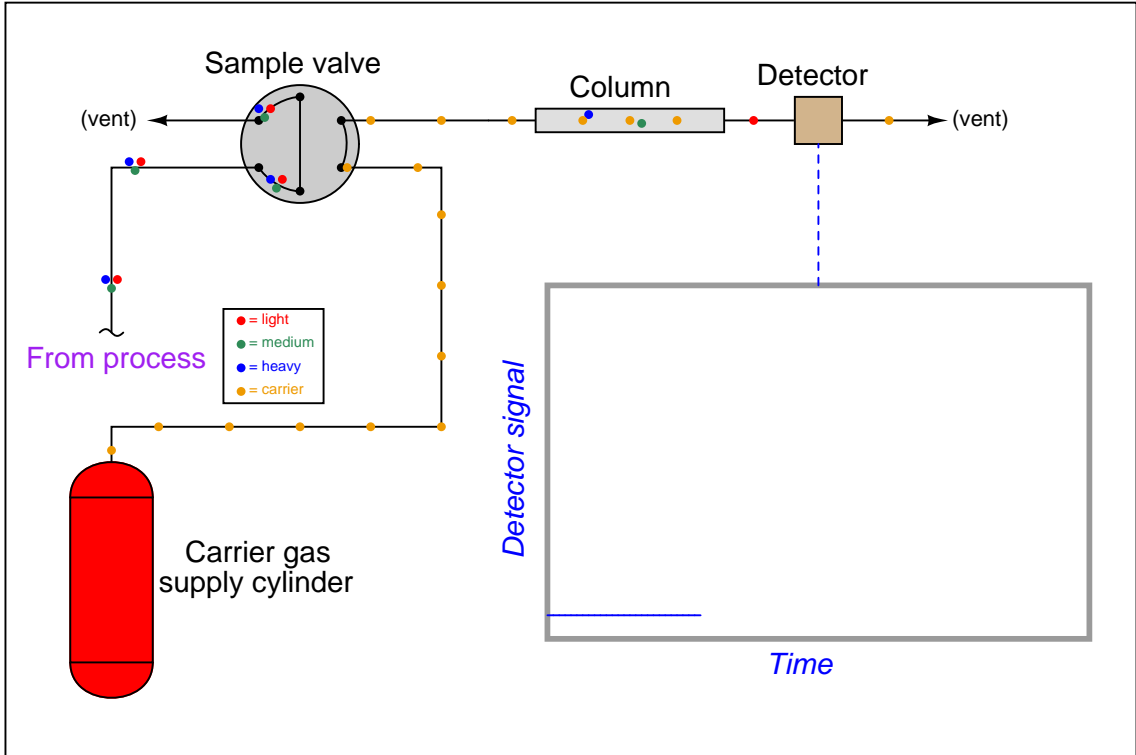 Sample valve
Column
Detector
(vent)
(vent)
From process
= light
= medium
= heavy
= carrier
Detector signal
Carrier gas
supply cylinder
Time